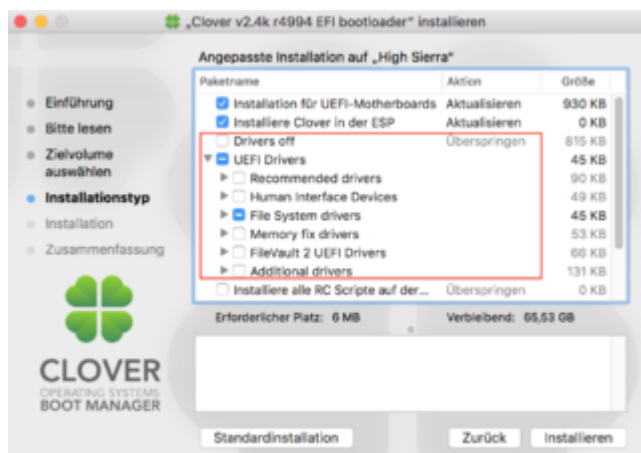 „Clover v2.4k r4994 EFI bootloader“ installieren
Angepasste Installation auf „High Sierra“
Paketname Aktion Größe
Installation für UEFI-Motherboards Aktualisieren 930 KB
Installiere Clover in der ESP Aktualisieren 0 KB
Drivers off Überspringen 815 KB
UEFI Drivers 45 KB
Recommended drivers 90 KB
Human Interface Devices 49 KB
File System drivers 45 KB
Memory fix drivers 53 KB
FileVault 2 UEFI Drivers 66 KB
Additional drivers 131 KB
Installiere alle RC Scripte auf der... Überspringen 0 KB
Einführung
Bitte lesen
Zielvolume
auswählen
Installationstyp
Installation
Zusammenfassung
Erforderlicher Platz: 6 MB Verbleibend: 65,53 GB
CLOVER
OPERATING SYSTEMS
BOOT MANAGER
Standardinstallation Zurück Installieren